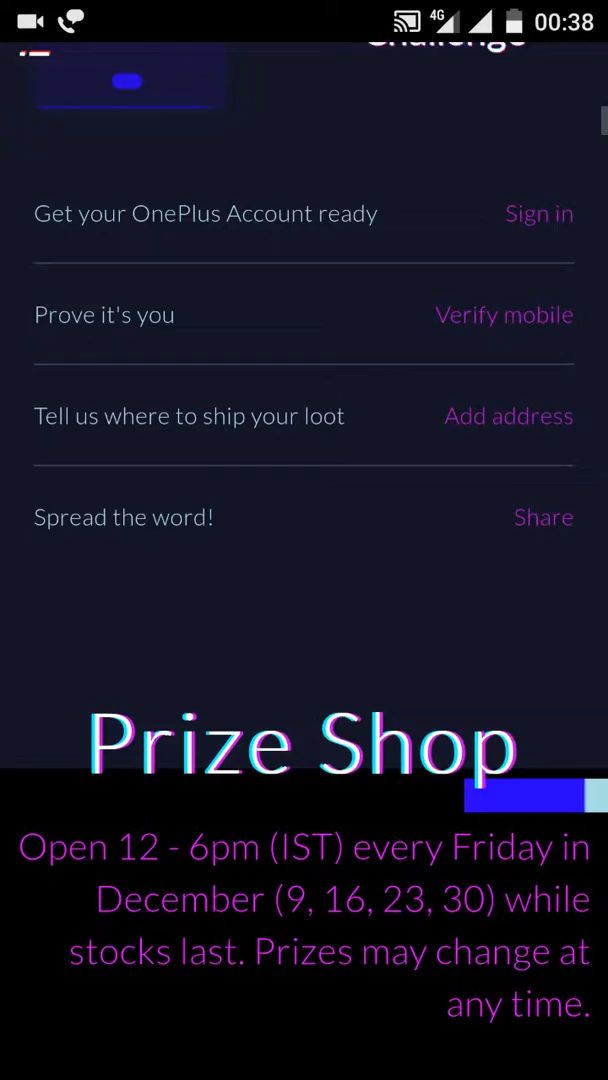 4G 00:38
Challenge
Get your OnePlus Account ready Sign in
Prove it's you Verify mobile
Tell us where to ship your loot Add address
Spread the word! Share
Prize Shop
Open 12 - 6pm (IST) every Friday in
December (9, 16, 23, 30) while
stocks last. Prizes may change at
any time.